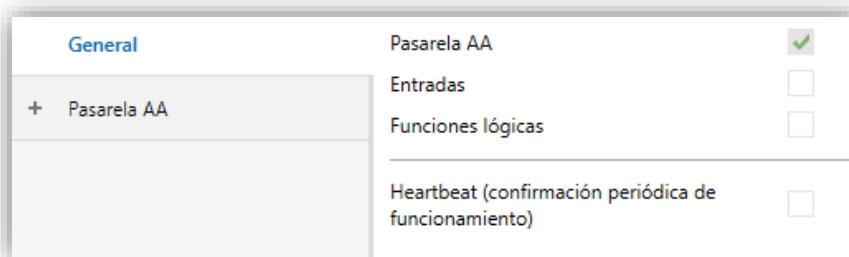 General
+ Pasarela AA
Pasarela AA
Entradas
Funciones lógicas
Heartbeat (confirmación periódica de
funcionamiento)